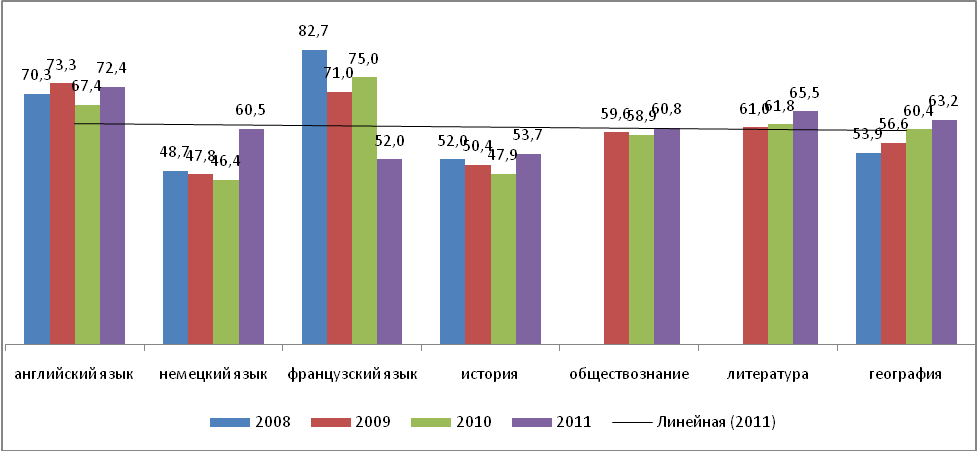 70,3 73,3 67,4 72,4
48,7 47,8 46,4 60,5
82,7 71,0 75,0 52,0
52,0 50,4 47,9 53,7
59,6 58,9 60,8
61,0 61,8 65,5
53,9 56,6 60,4 63,2
английский язык немецкий язык французский язык история обществознание литература география
2008 2009 2010 2011 Линейная (2011)